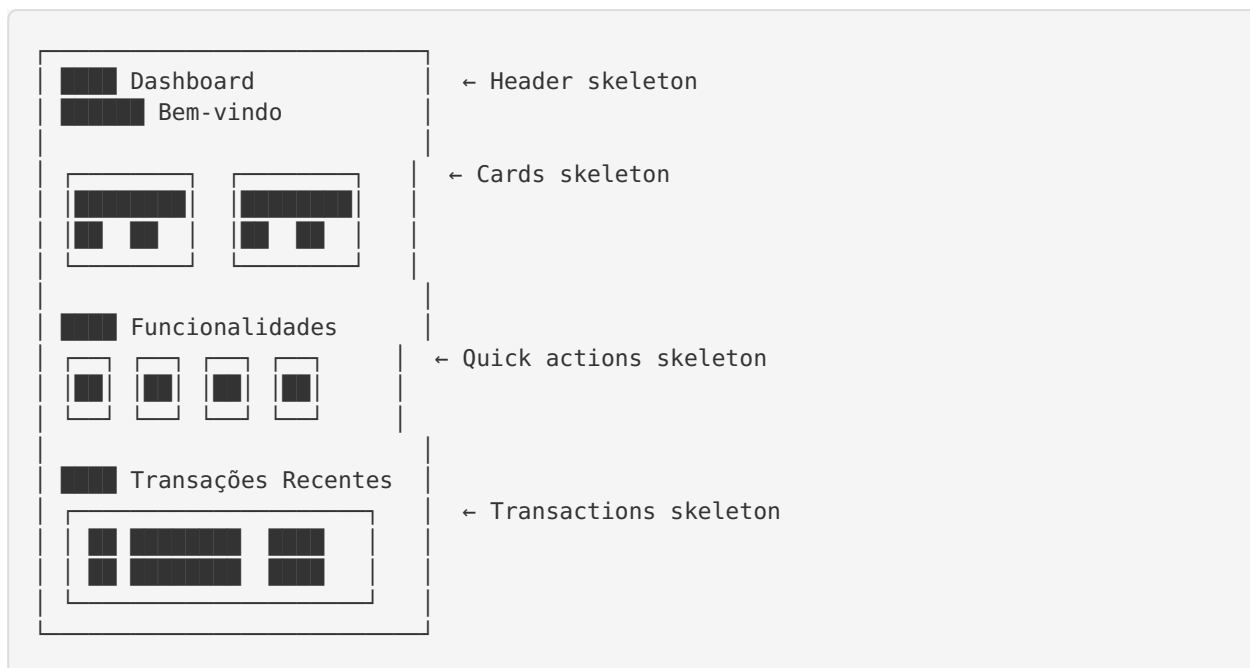 Dashboard ← Header skeleton
Bem-vindo
← Cards skeleton
Funcionalidades
← Quick actions skeleton
Transações Recentes
← Transactions skeleton